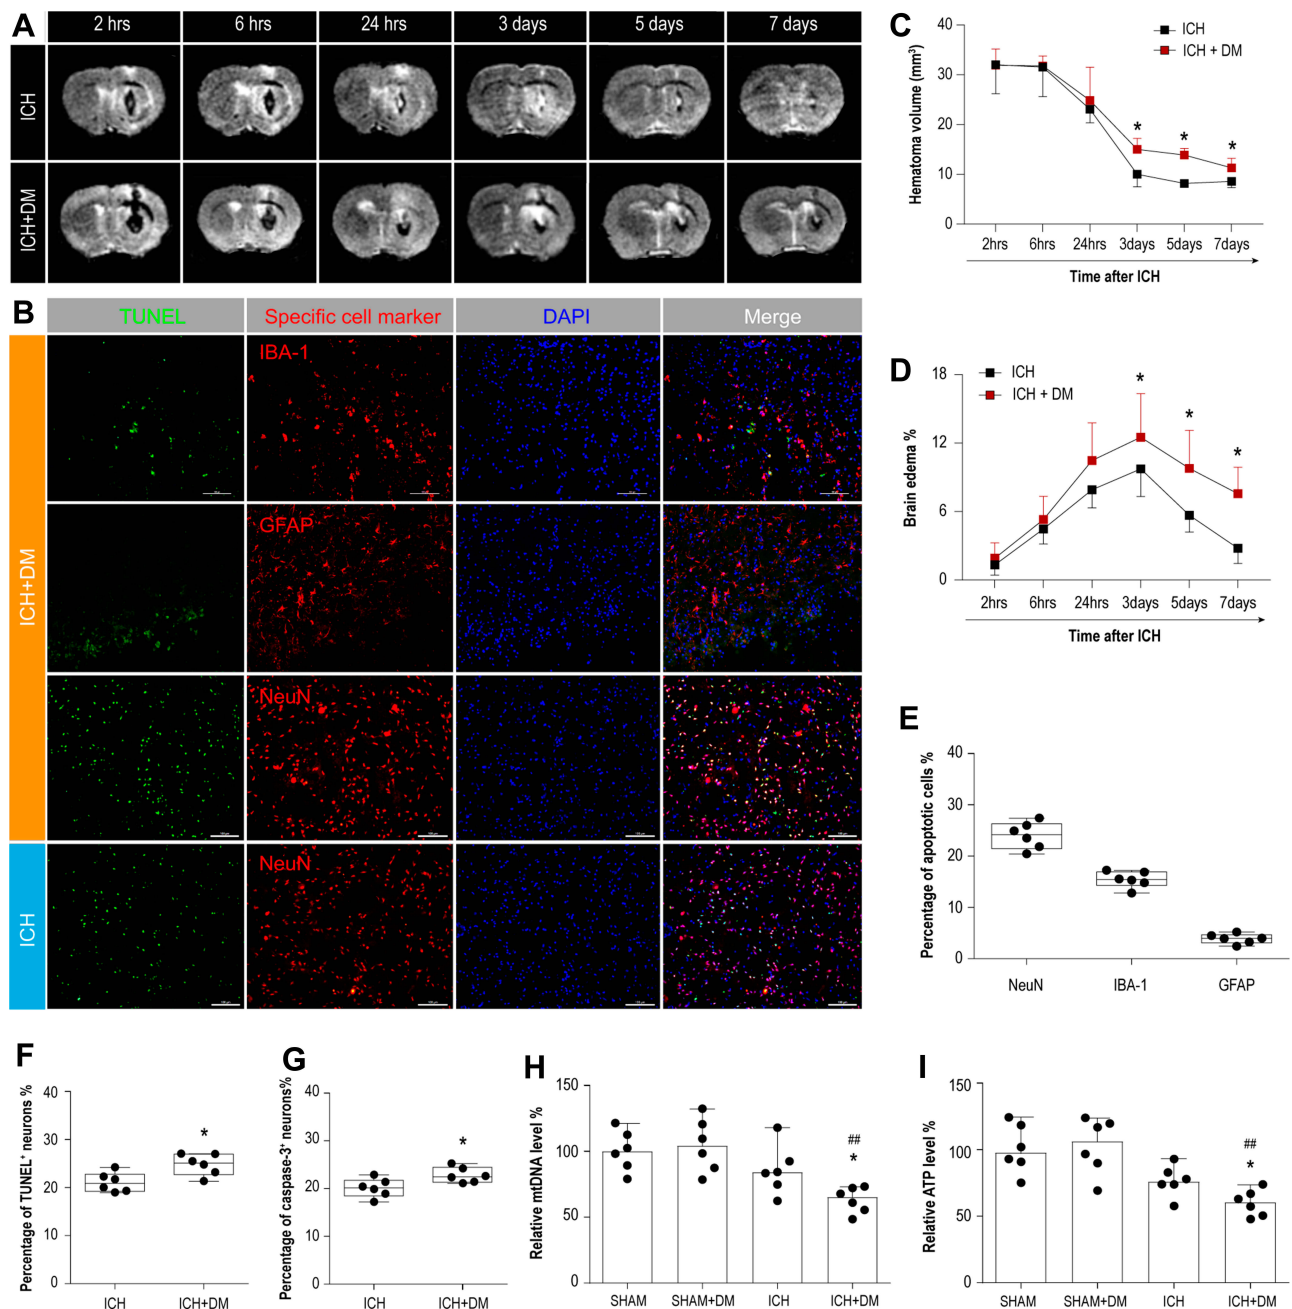 A
2 hrs
6 hrs
24 hrs
3 days
5 days
7 days
ICH
ICH+DM
B
TUNEL
Specific cell marker
DAPI
Merge
ICH+DM
IBA-1
GFAP
NeuN
ICH
NeuN
C
Hematoma volume (mm³)
40
30
20
10
0
ICH
ICH + DM
*
*
*
2hrs
6hrs
24hrs
3days
5days
7days
Time after ICH
D
Brain edema %
18
12
6
0
ICH
ICH + DM
*
*
*
2hrs
6hrs
24hrs
3days
5days
7days
Time after ICH
E
Percentage of apoptotic cells %
40
30
20
10
0
NeuN
IBA-1
GFAP
F
Percentage of TUNEL⁺ neurons %
40
30
20
10
0
*
ICH
ICH+DM
G
Percentage of caspase-3⁺ neurons%
40
30
20
10
0
*
ICH
ICH+DM
H
Relative mtDNA level %
150
100
50
0
##
*
SHAM
SHAM+DM
ICH
ICH+DM
I
Relative ATP level %
150
100
50
0
##
*
SHAM
SHAM+DM
ICH
ICH+DM